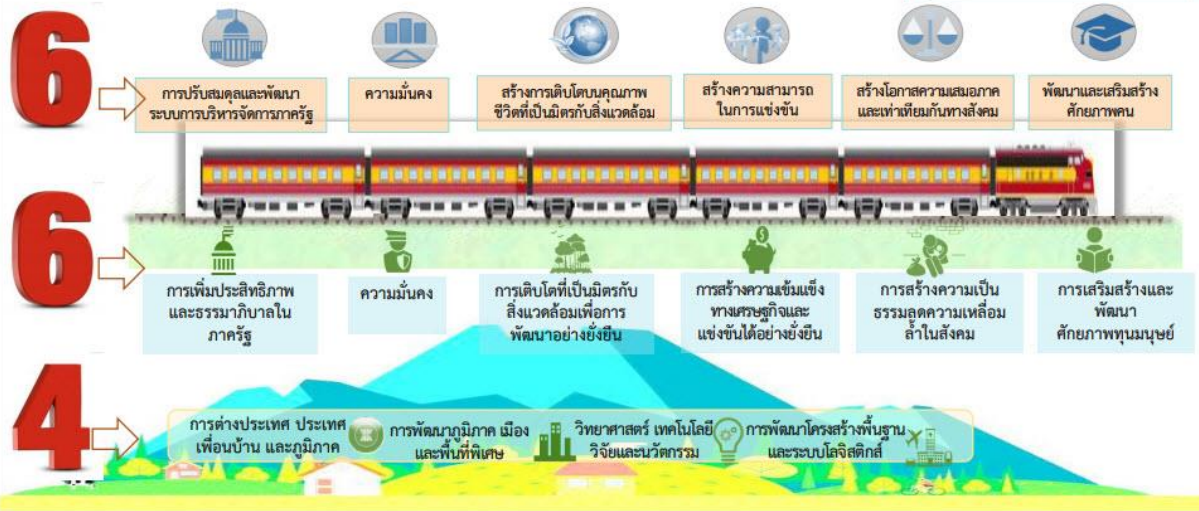 6
การปรับสมดุลและพัฒนา
ระบบการบริหารจัดการภาครัฐ
ความมั่นคง
สร้างการเติบโตบนคุณภาพ
ชีวิตที่เป็นมิตรกับสิ่งแวดล้อม
สร้างความสามารถ
ในการแข่งขัน
สร้างโอกาสความเสมอภาค
และเท่าเทียมกันทางสังคม
พัฒนาและเสริมสร้าง
ศักยภาพคน
6
การเพิ่มประสิทธิภาพ
และธรรมาภิบาลใน
ภาครัฐ
ความมั่นคง
การเติบโตที่เป็นมิตรกับ
สิ่งแวดล้อมเพื่อการ
พัฒนาอย่างยั่งยืน
$
การสร้างความเข้มแข็ง
ทางเศรษฐกิจและ
แข่งขันได้อย่างยั่งยืน
การสร้างความเป็น
ธรรมลดความเหลื่อม
ล้ำในสังคม
การเสริมสร้างและ
พัฒนา
ศักยภาพทุนมนุษย์
4
การต่างประเทศ ประเทศ
เพื่อนบ้าน และภูมิภาค
การพัฒนาภูมิภาค เมือง
และพื้นที่พิเศษ
วิทยาศาสตร์ เทคโนโลยี
วิจัยและนวัตกรรม
การพัฒนาโครงสร้างพื้นฐาน
และระบบโลจิสติกส์